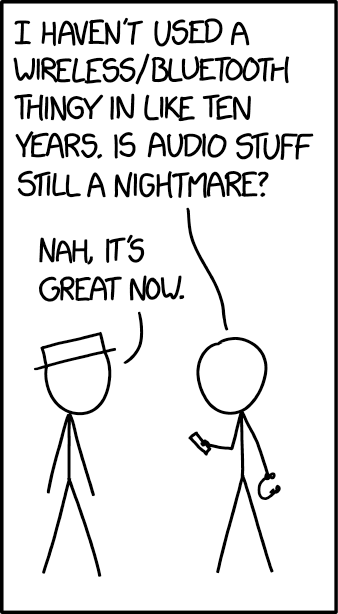 I HAVEN'T USED A
WIRELESS/BLUETOOTH
THINGY IN LIKE TEN
YEARS. IS AUDIO STUFF
STILL A NIGHTMARE?
NAH, IT'S
GREAT NOW.